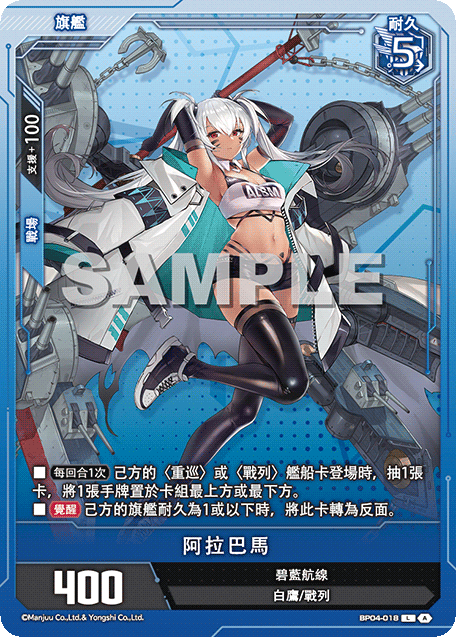 旗艦
耐久
5
支援+100
戰場
AL.SM
SAMPLE
■ 每回合1次 己方的〈重巡〉或〈戰列〉艦船卡登場時，抽1張
卡，將1張手牌置於卡組最上方或最下方。
■ 覺醒 己方的旗艦耐久為1或以下時，將此卡轉為反面。
阿拉巴馬
400
碧藍航線
白鷹/戰列
©Manjuu Co.,Ltd.& Yongshi Co.,Ltd.
BP04-018 L A